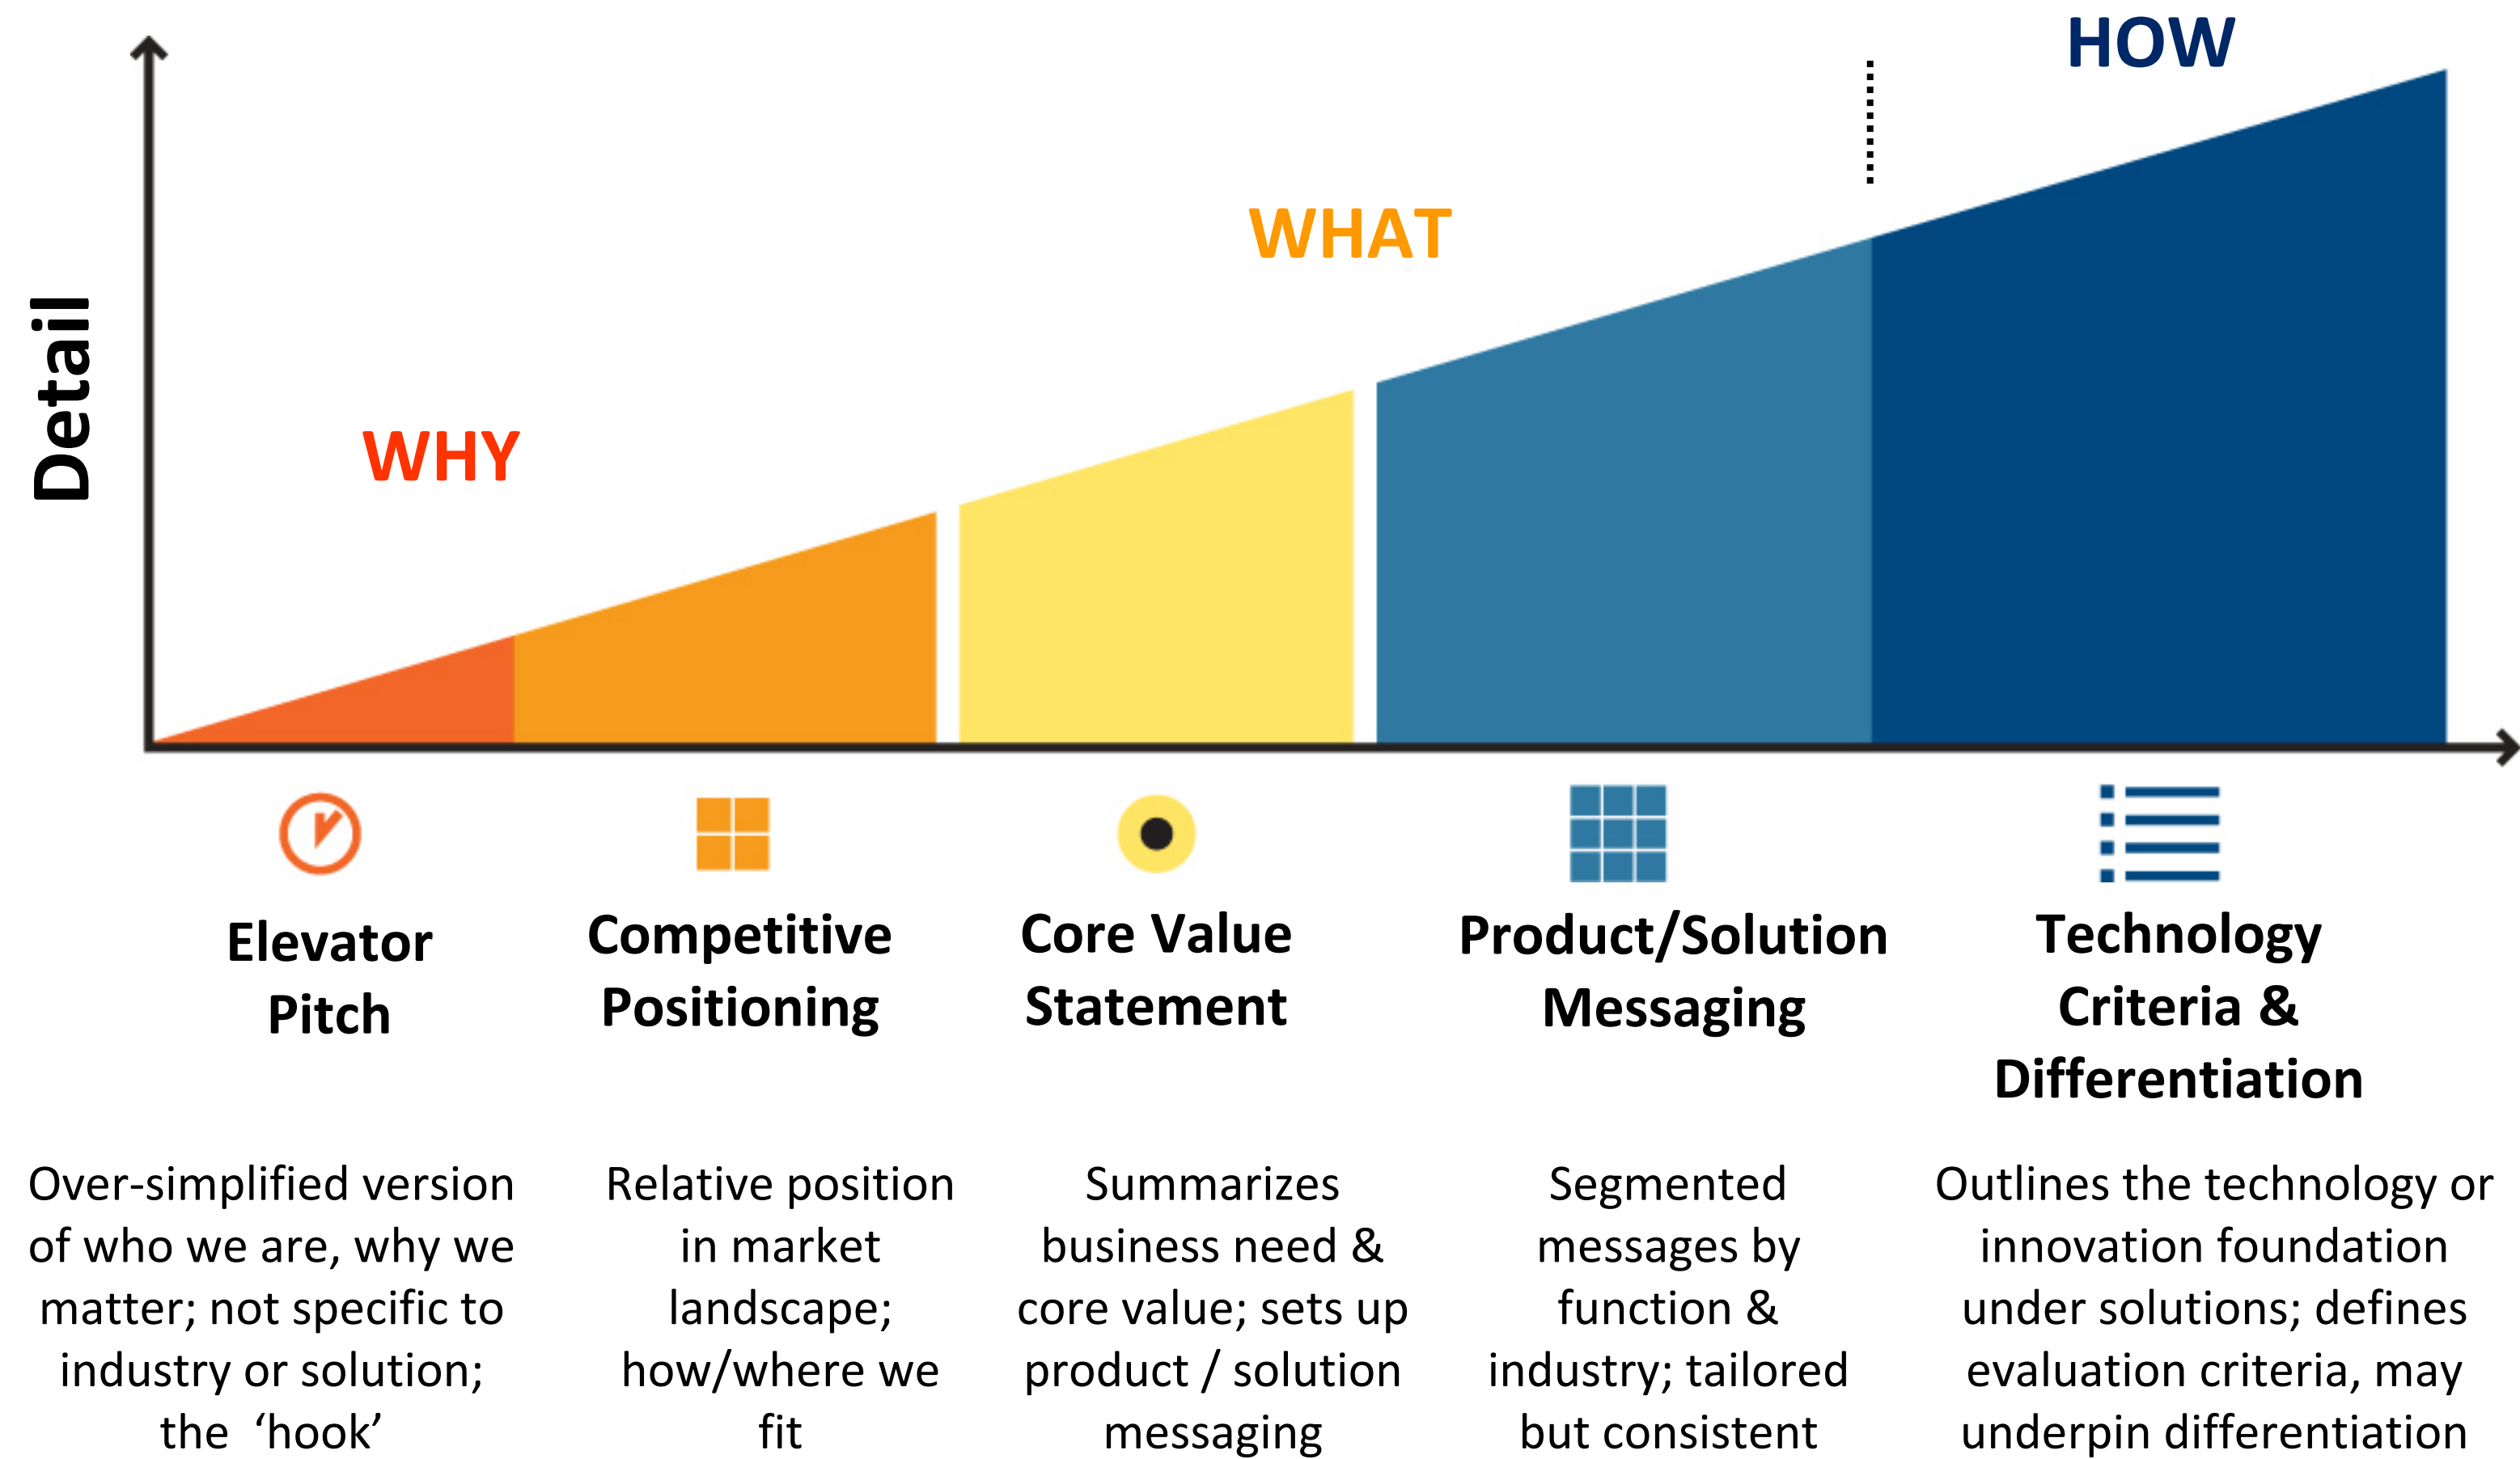 HOW
WHAT
WHY
Detail
Elevator
Pitch
Over-simplified version
of who we are, why we
matter; not specific to
industry or solution;
the ‘hook’
Competitive
Positioning
Relative position
in market
landscape;
how/where we
fit
Core Value
Statement
Summarizes
business need &
core value; sets up
product / solution
messaging
Product/Solution
Messaging
Segmented
messages by
function &
industry; tailored
but consistent
Technology
Criteria &
Differentiation
Outlines the technology or
innovation foundation
under solutions; defines
evaluation criteria, may
underpin differentiation